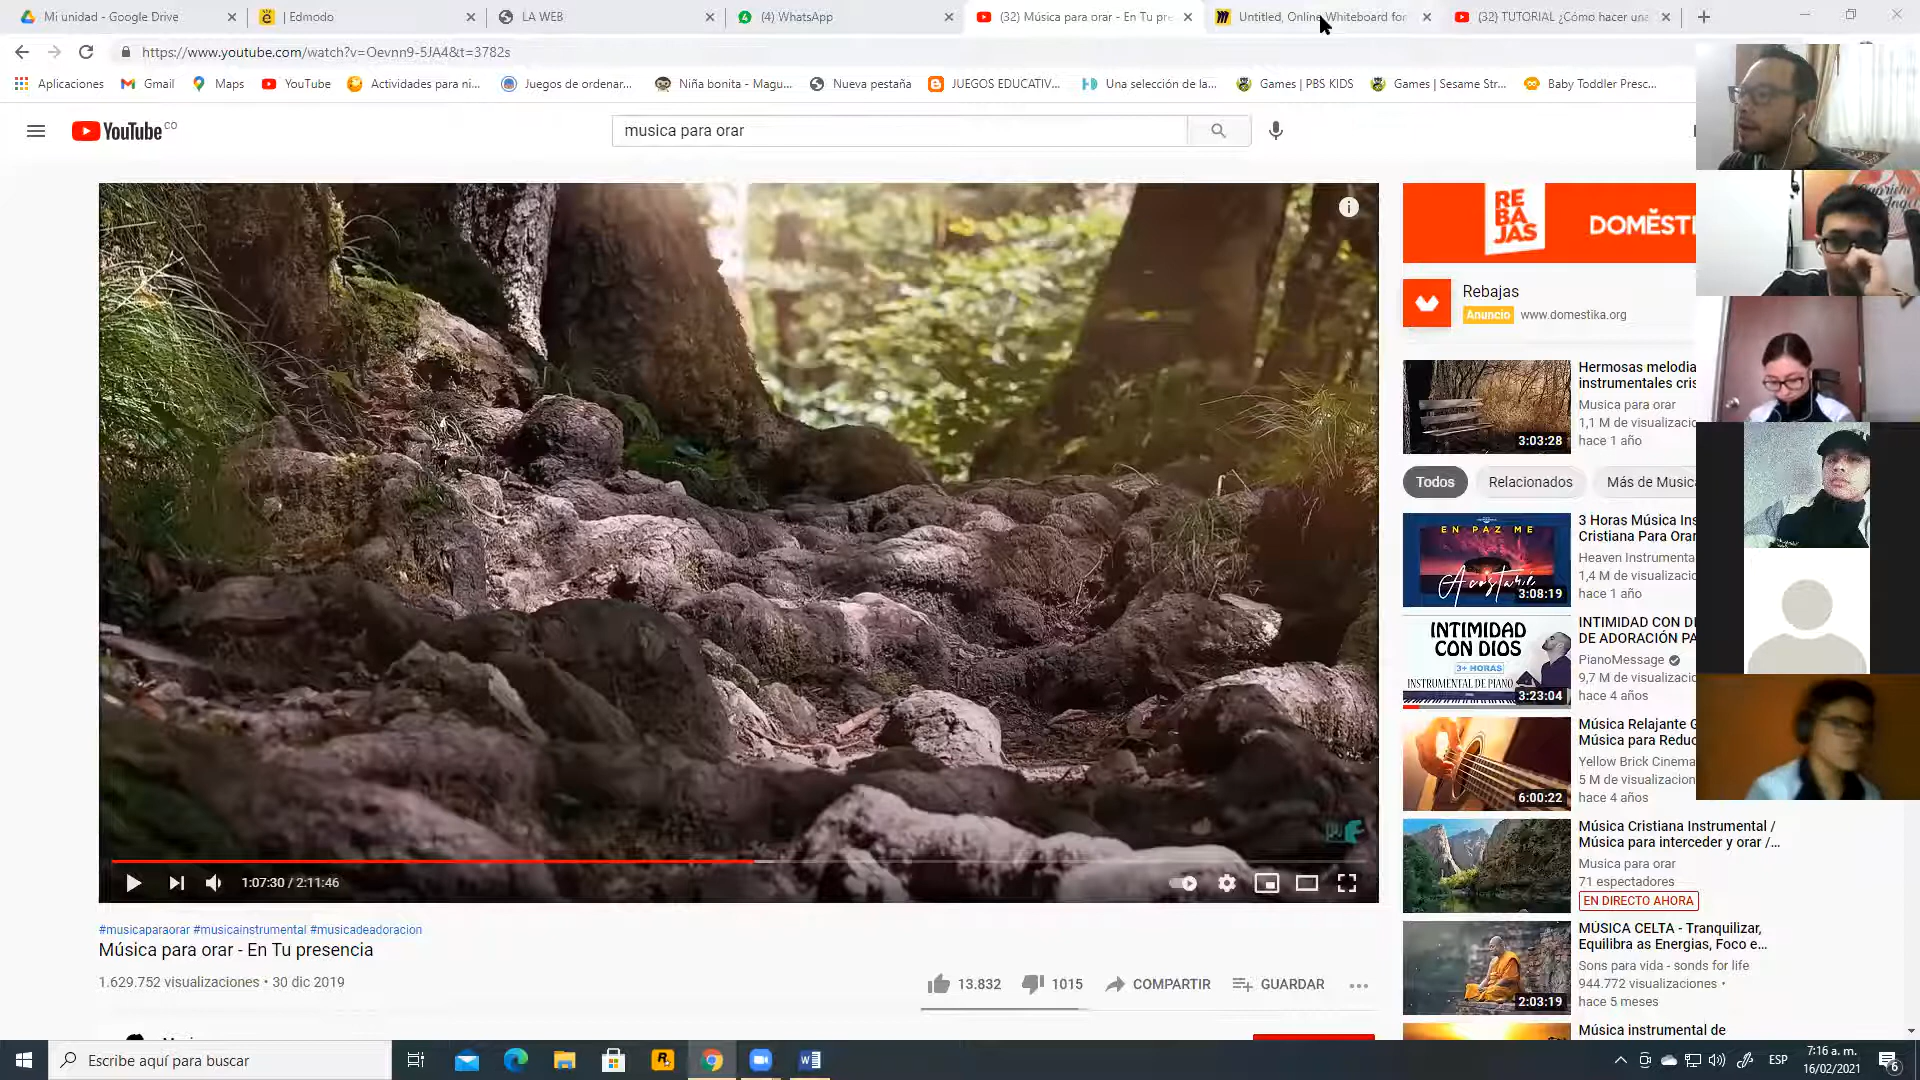 Mi unidad - Google Drive
| Edmodo
LA WEB
(4) WhatsApp
(32) Música para orar - En Tu pre
Untitled, Online Whiteboard for
(32) TUTORIAL ¿Cómo hacer una
https://www.youtube.com/watch?v=Oevnn9-5JA4&t=3782s
Aplicaciones
Gmail
Maps
YouTube
Actividades para ni...
Juegos de ordenar...
Niña bonita - Magu...
Nueva pestaña
JUEGOS EDUCATIV...
Una selección de la...
Games | PBS KIDS
Games | Sesame Str...
Baby Toddler Presc...
YouTube CO
musica para orar
RE
BA
JAS
DOMĒSTI
Rebajas
Anuncio www.domestika.org
Hermosas melodia
instrumentales cris
Musica para orar
1,1 M de visualizacio
hace 1 año
3:03:28
Todos
Relacionados
Más de Music
EN PAZ ME
Acostaré
3:08:19
3 Horas Música Ins
Cristiana Para Orar
Heaven Instrumenta
1,4 M de visualizacio
hace 1 año
INTIMIDAD
CON DIOS
3+ HORAS
INSTRUMENTAL DE PIANO
3:23:04
INTIMIDAD CON DI
DE ADORACIÓN PA
PianoMessage
9,7 M de visualizacio
hace 4 años
6:00:22
Música Relajante G
Música para Reduc
Yellow Brick Cinema
5 M de visualizacion
hace 4 años
Música Cristiana Instrumental /
Música para interceder y orar /...
Musica para orar
71 espectadores
EN DIRECTO AHORA
2:03:19
MÚSICA CELTA - Tranquilizar,
Equilibra as Energias, Foco e...
Sons para vida - sonds for life
944.772 visualizaciones •
hace 5 meses
Música instrumental de
1:07:30 / 2:11:46
#musicaparaorar #musicainstrumental #musicadeadoracion
Música para orar - En Tu presencia
1.629.752 visualizaciones • 30 dic 2019
13.832
1015
COMPARTIR
GUARDAR
Escribe aquí para buscar
ESP
7:16 a. m.
16/02/2021
6